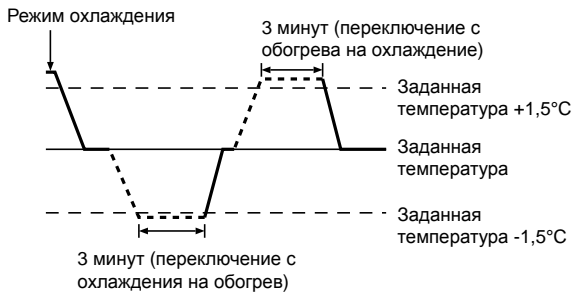 Режим охлаждения
3 минут (переключение с
обогрева на охлаждение)
Заданная
температура +1,5°C
Заданная
температура
Заданная
температура -1,5°C
3 минут (переключение с
охлаждения на обогрев)